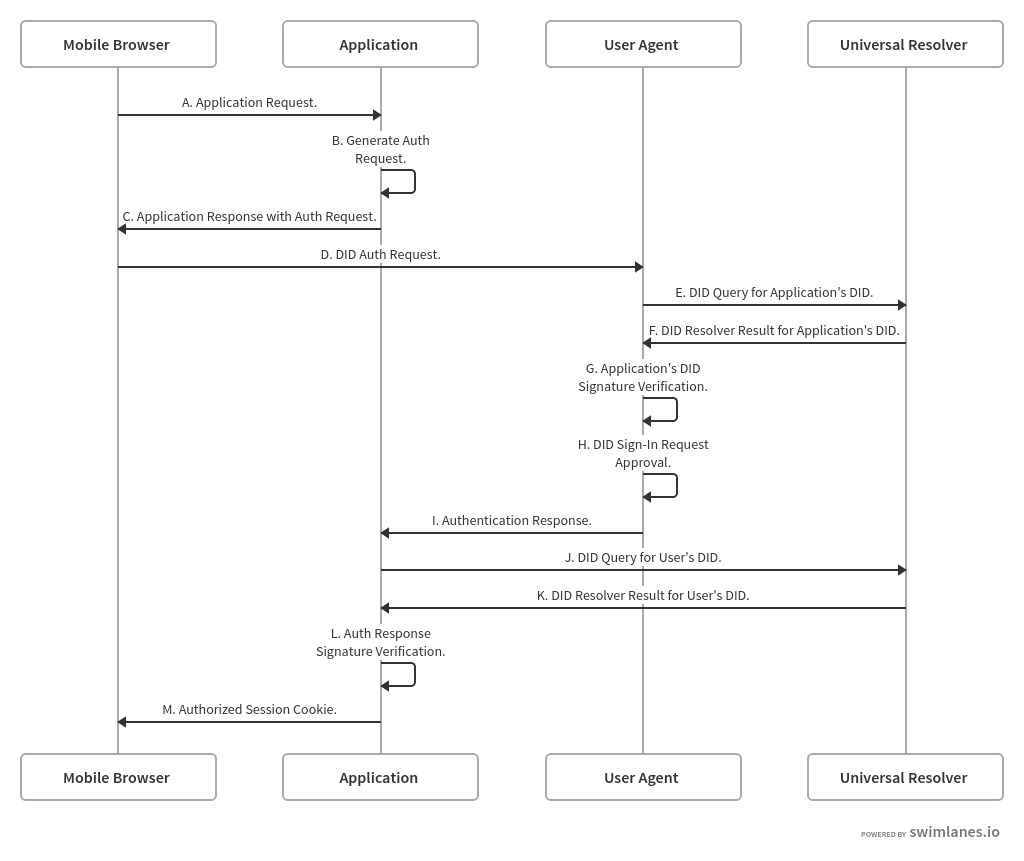 Mobile Browser
Application
User Agent
Universal Resolver
A. Application Request.
B. Generate Auth
Request.
C. Application Response with Auth Request.
D. DID Auth Request.
E. DID Query for Application's DID.
F. DID Resolver Result for Application's DID.
G. Application's DID
Signature Verification.
H. DID Sign-In Request
Approval.
I. Authentication Response.
J. DID Query for User's DID.
K. DID Resolver Result for User's DID.
L. Auth Response
Signature Verification.
M. Authorized Session Cookie.
Mobile Browser
Application
User Agent
Universal Resolver
POWERED BY swimlanes.io